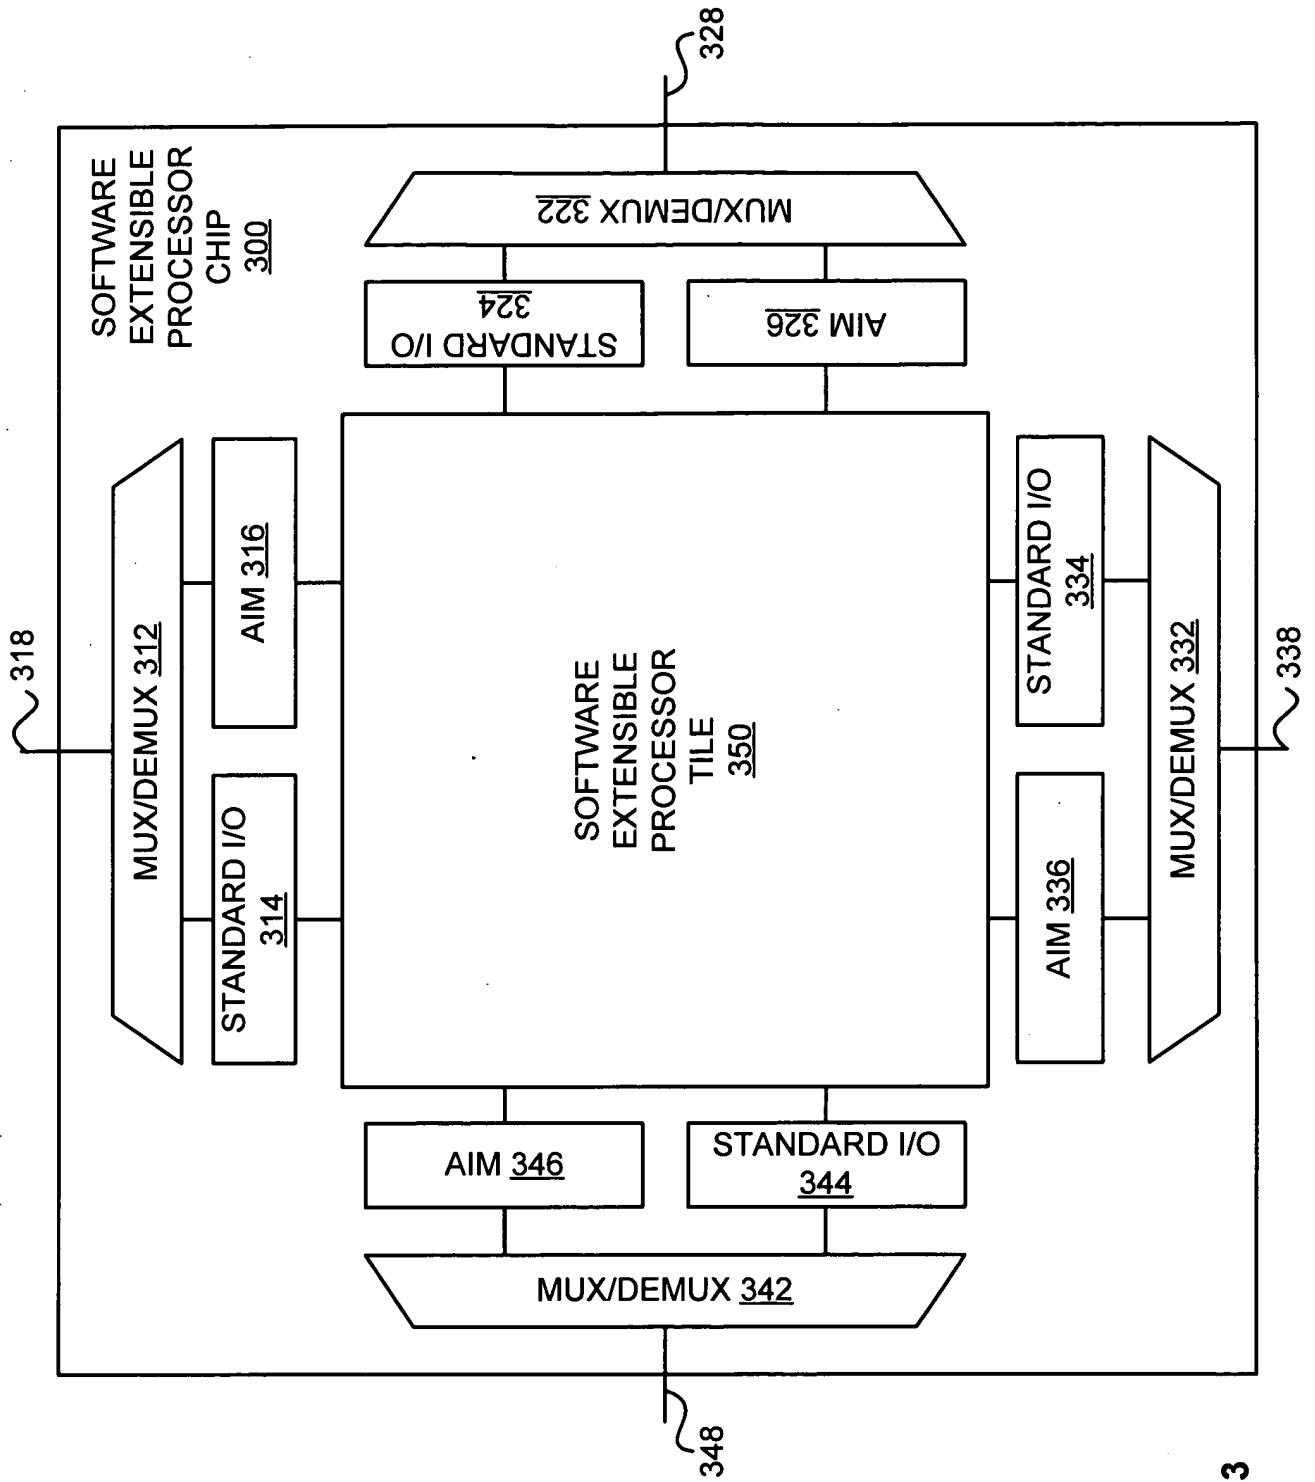 SOFTWARE
EXTENSIBLE
PROCESSOR
CHIP
300
318
MUX/DEMUX 312
STANDARD I/O
314
AIM 316
328
MUX/DEMUX 322
STANDARD I/O
324
AIM 326
SOFTWARE
EXTENSIBLE
PROCESSOR
TILE
350
AIM 346
STANDARD I/O
344
MUX/DEMUX 342
348
AIM 336
STANDARD I/O
334
MUX/DEMUX 332
338
3